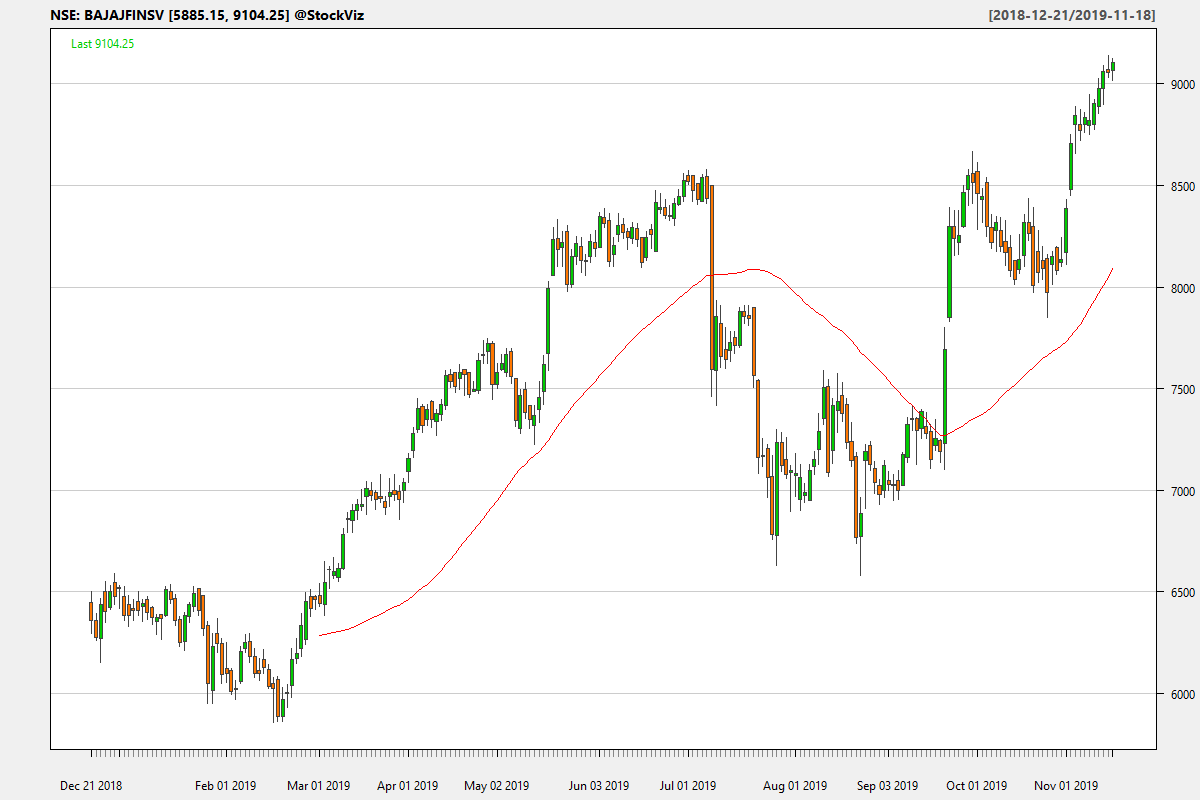 NSE: BAJAJFINSV [5885.15, 9104.25] @StockViz [2018-12-21/2019-11-18]
Last 9104.25
9000
8500
8000
7500
7000
6500
6000
Dec 21 2018 Feb 01 2019 Mar 01 2019 Apr 01 2019 May 02 2019 Jun 03 2019 Jul 01 2019 Aug 01 2019 Sep 03 2019 Oct 01 2019 Nov 01 2019